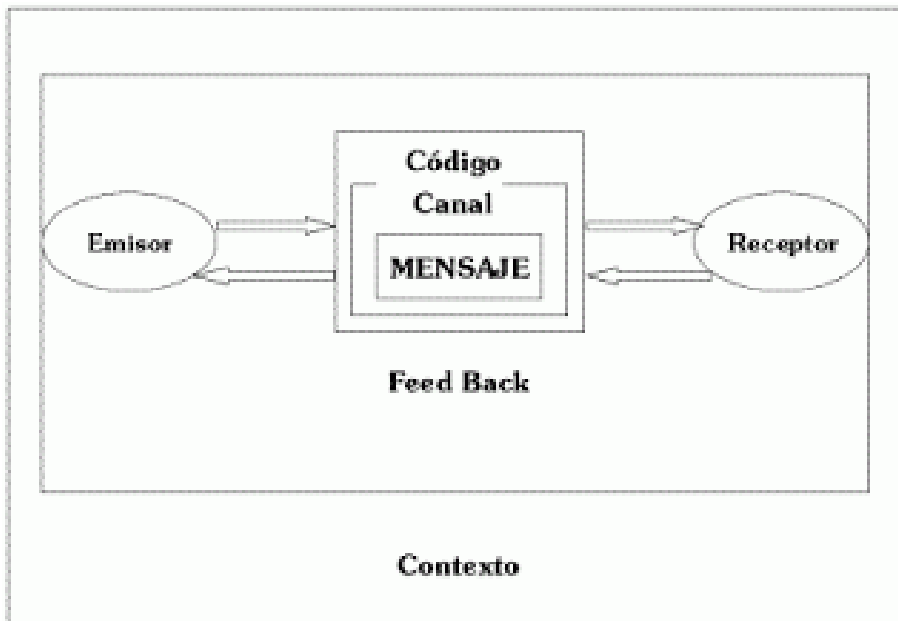 Código
Canal
Emisor
MENSAJE
Receptor
Feed Back
Contexto